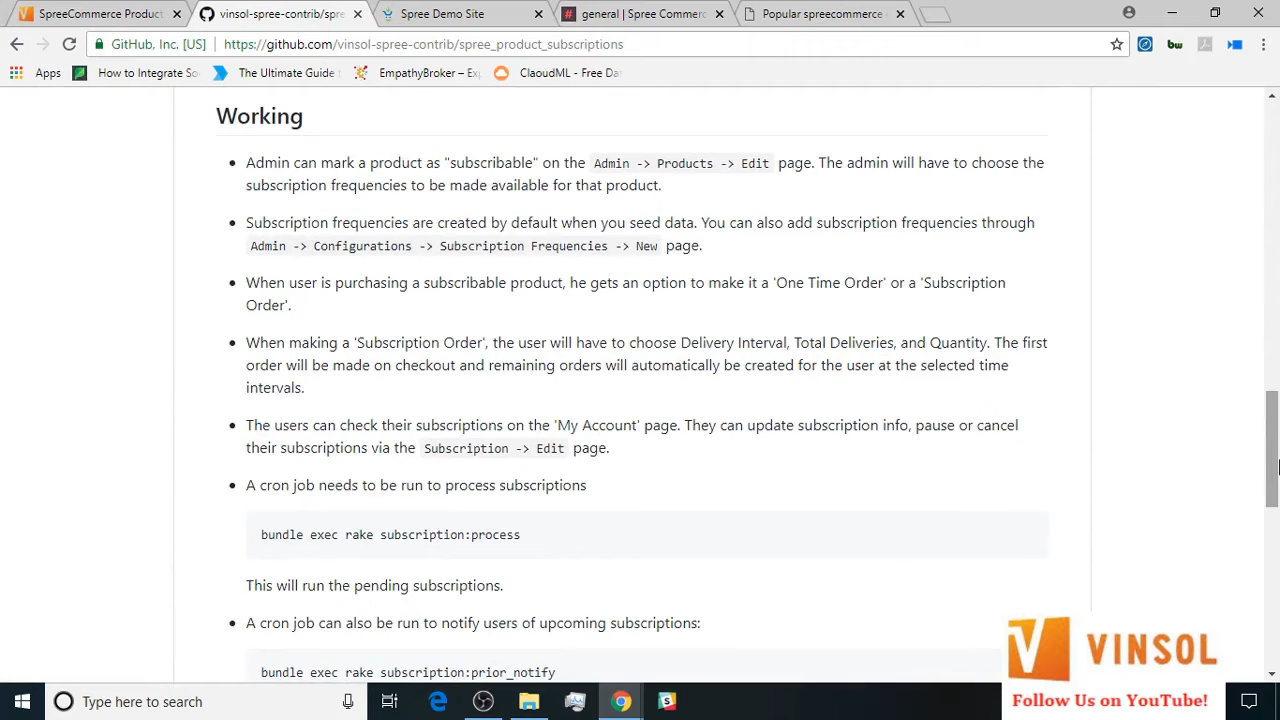 SpreeCommerce Product
vinsol-spree-contrib/spre
Spree Demo Site
general | Spree Commerc
Popular spreecommerce
GitHub, Inc. [US]
https://github.com/vinsol-spree-contrib/spree_product_subscriptions
Apps
How to Integrate So
The Ultimate Guide
EmpathyBroker – Exp
ClaoudML - Free Dat
Working
Admin can mark a product as "subscribable" on the Admin -> Products -> Edit page. The admin will have to choose the
subscription frequencies to be made available for that product.
Subscription frequencies are created by default when you seed data. You can also add subscription frequencies through
Admin -> Configurations -> Subscription Frequencies -> New page.
When user is purchasing a subscribable product, he gets an option to make it a 'One Time Order' or a 'Subscription
Order'.
When making a 'Subscription Order', the user will have to choose Delivery Interval, Total Deliveries, and Quantity. The first
order will be made on checkout and remaining orders will automatically be created for the user at the selected time
intervals.
The users can check their subscriptions on the 'My Account' page. They can update subscription info, pause or cancel
their subscriptions via the Subscription -> Edit page.
A cron job needs to be run to process subscriptions
bundle exec rake subscription:process
This will run the pending subscriptions.
A cron job can also be run to notify users of upcoming subscriptions:
bundle exec rake subscription:prior_notify
VINSOL
Follow Us on YouTube!
Type here to search